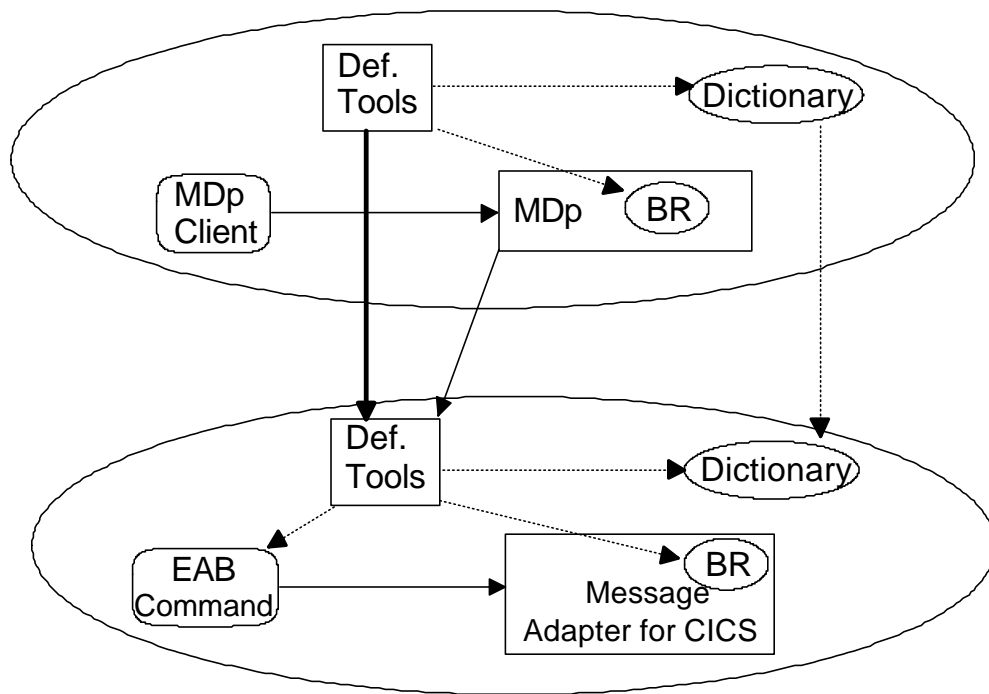 Def.
Tools
Dictionary
MDp
Client
MDp
BR
Def.
Tools
Dictionary
EAB
Command
BR
Message
Adapter for CICS